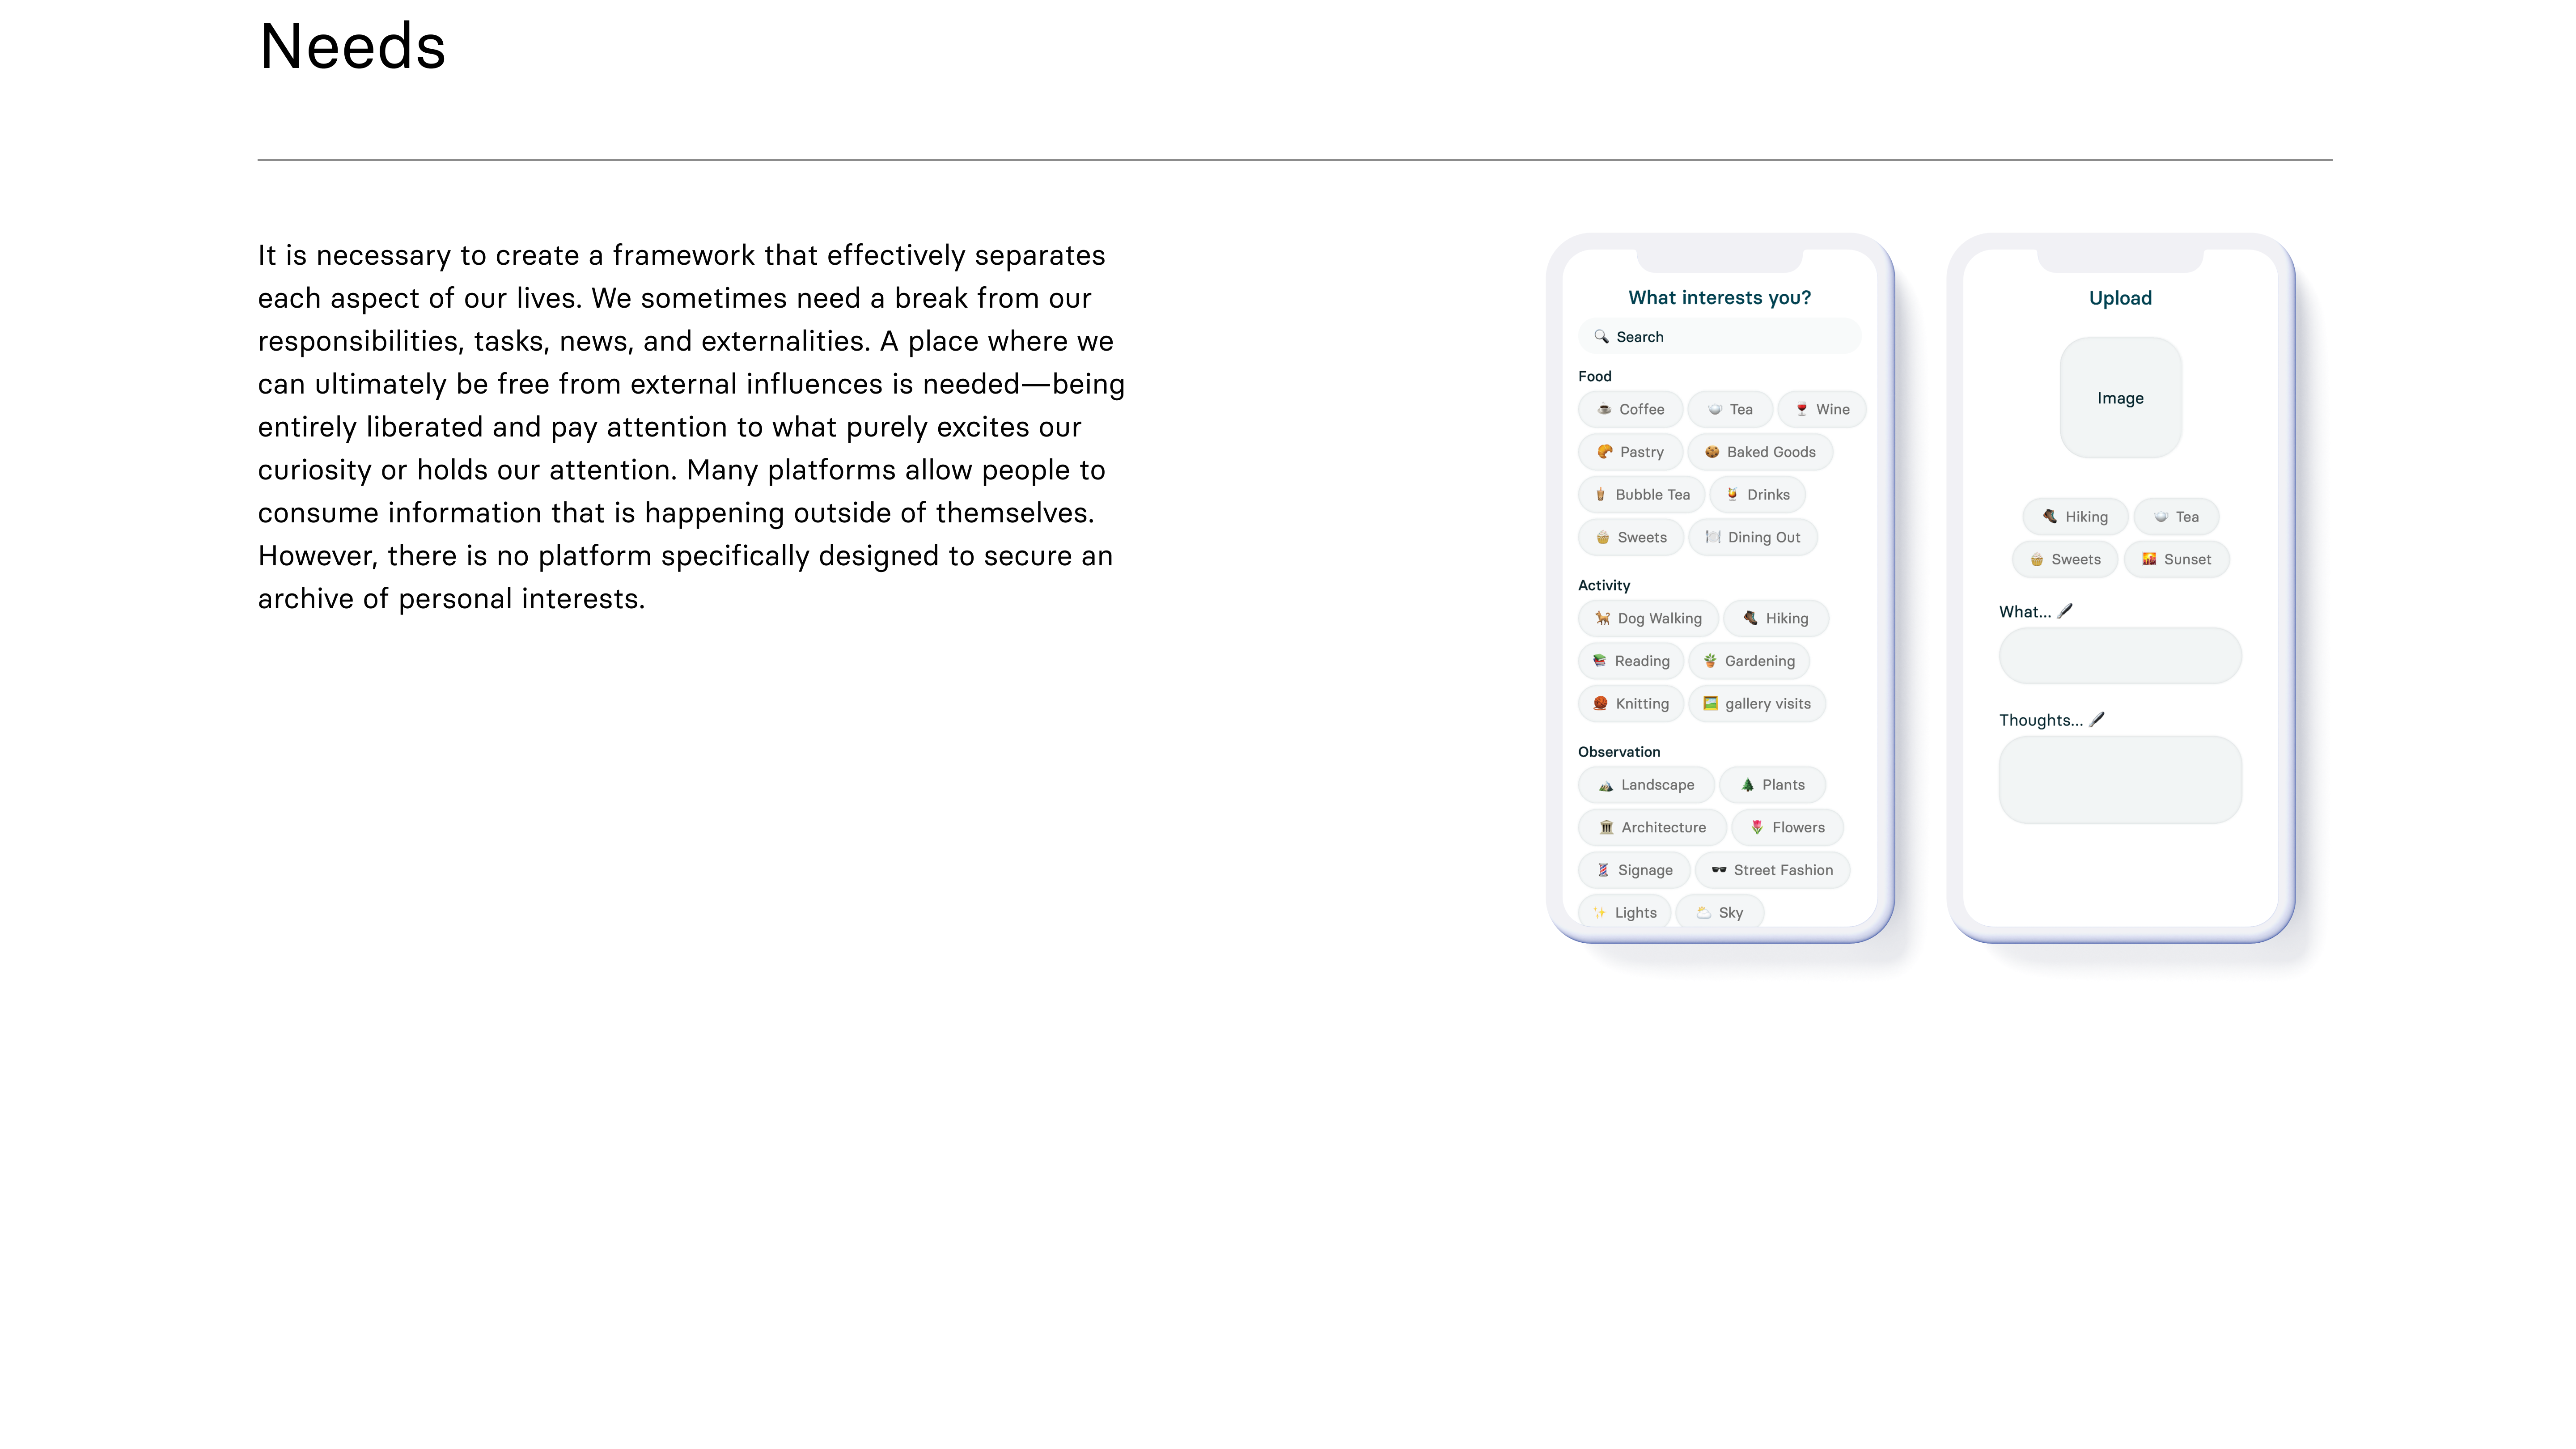 Needs
It is necessary to create a framework that effectively separates
each aspect of our lives. We sometimes need a break from our
responsibilities, tasks, news, and externalities. A place where we
can ultimately be free from external influences is needed—being
entirely liberated and pay attention to what purely excites our
curiosity or holds our attention. Many platforms allow people to
consume information that is happening outside of themselves.
However, there is no platform specifically designed to secure an
archive of personal interests.
What interests you?
Search
Food
Coffee Tea Wine
Pastry Baked Goods
Bubble Tea Drinks
Sweets Dining Out
Activity
Dog Walking Hiking
Reading Gardening
Knitting gallery visits
Observation
Landscape Plants
Architecture Flowers
Signage Street Fashion
Lights Sky
Upload
Image
Hiking Tea
Sweets Sunset
What...
Thoughts...